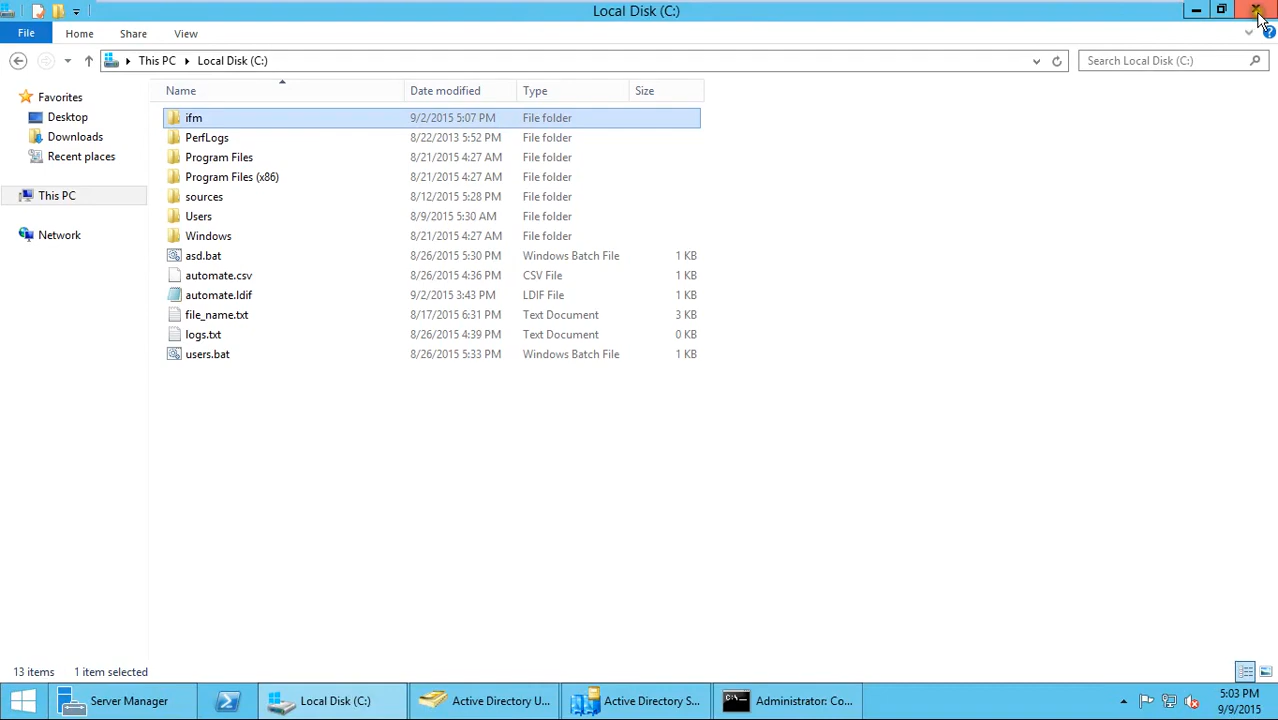 Local Disk (C:)
File Home Share View
This PC Local Disk (C:) Search Local Disk (C:)
Name Date modified Type Size
Favorites
Desktop
Downloads
Recent places
This PC
Network
ifm 9/2/2015 5:07 PM File folder
PerfLogs 8/22/2013 5:52 PM File folder
Program Files 8/21/2015 4:27 AM File folder
Program Files (x86) 8/21/2015 4:27 AM File folder
sources 8/12/2015 5:28 PM File folder
Users 8/9/2015 5:30 AM File folder
Windows 8/21/2015 4:27 AM File folder
asd.bat 8/26/2015 5:30 PM Windows Batch File 1 KB
automate.csv 8/26/2015 4:36 PM CSV File 1 KB
automate.ldif 9/2/2015 3:43 PM LDIF File 1 KB
file_name.txt 8/17/2015 6:31 PM Text Document 3 KB
logs.txt 8/26/2015 4:39 PM Text Document 0 KB
users.bat 8/26/2015 5:33 PM Windows Batch File 1 KB
13 items 1 item selected
Server Manager Local Disk (C:) Active Directory U... Active Directory S... Administrator: Co... 5:03 PM
9/9/2015